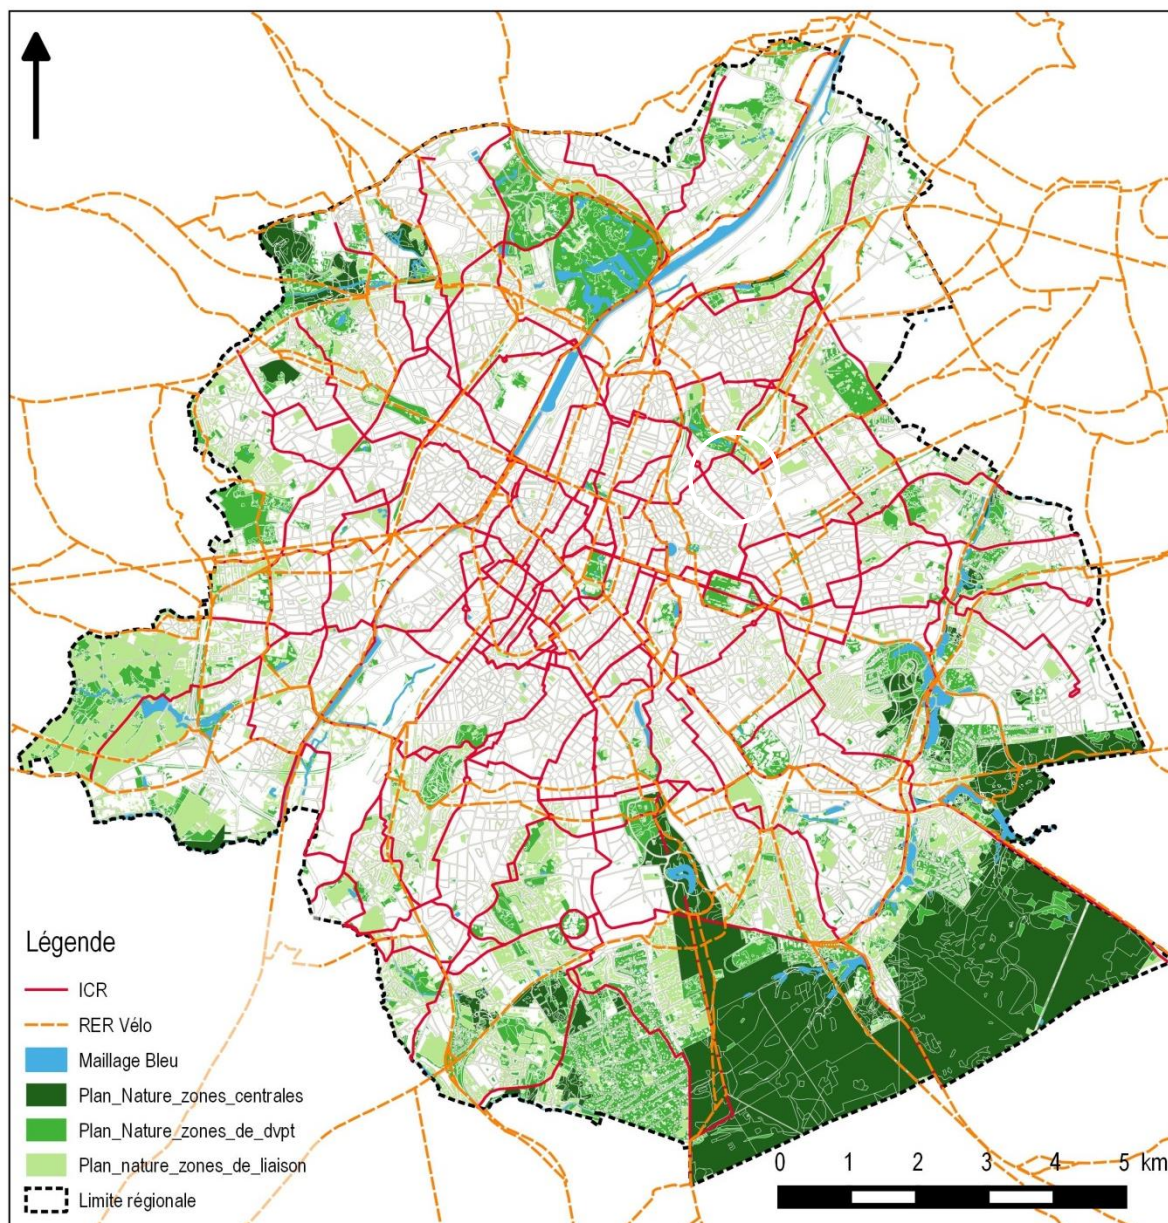 Légende
ICR
RER Vélo
Maillage Bleu
Plan_Nature_zones_centrales
Plan_Nature_zones_de_dvpt
Plan_nature_zones_de_liaison
Limite régionale
0 1 2 3 4 5 km